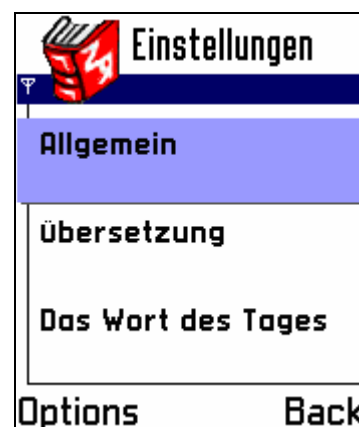 Einstellungen
Allgemein
Übersetzung
Das Wort des Tages
Options Back